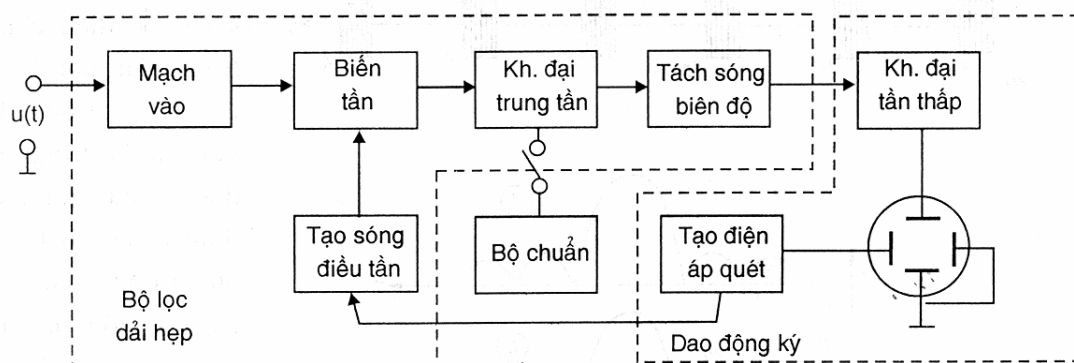 Mạch
vào
Biến
tần
Kh. đại
trung tần
Tách sóng
biên độ
Kh. đại
tần thấp
u(t)
Tạo sóng
điều tần
Bộ chuẩn
Tạo điện
áp quét
Bộ lọc
dải hẹp
Dao động ký